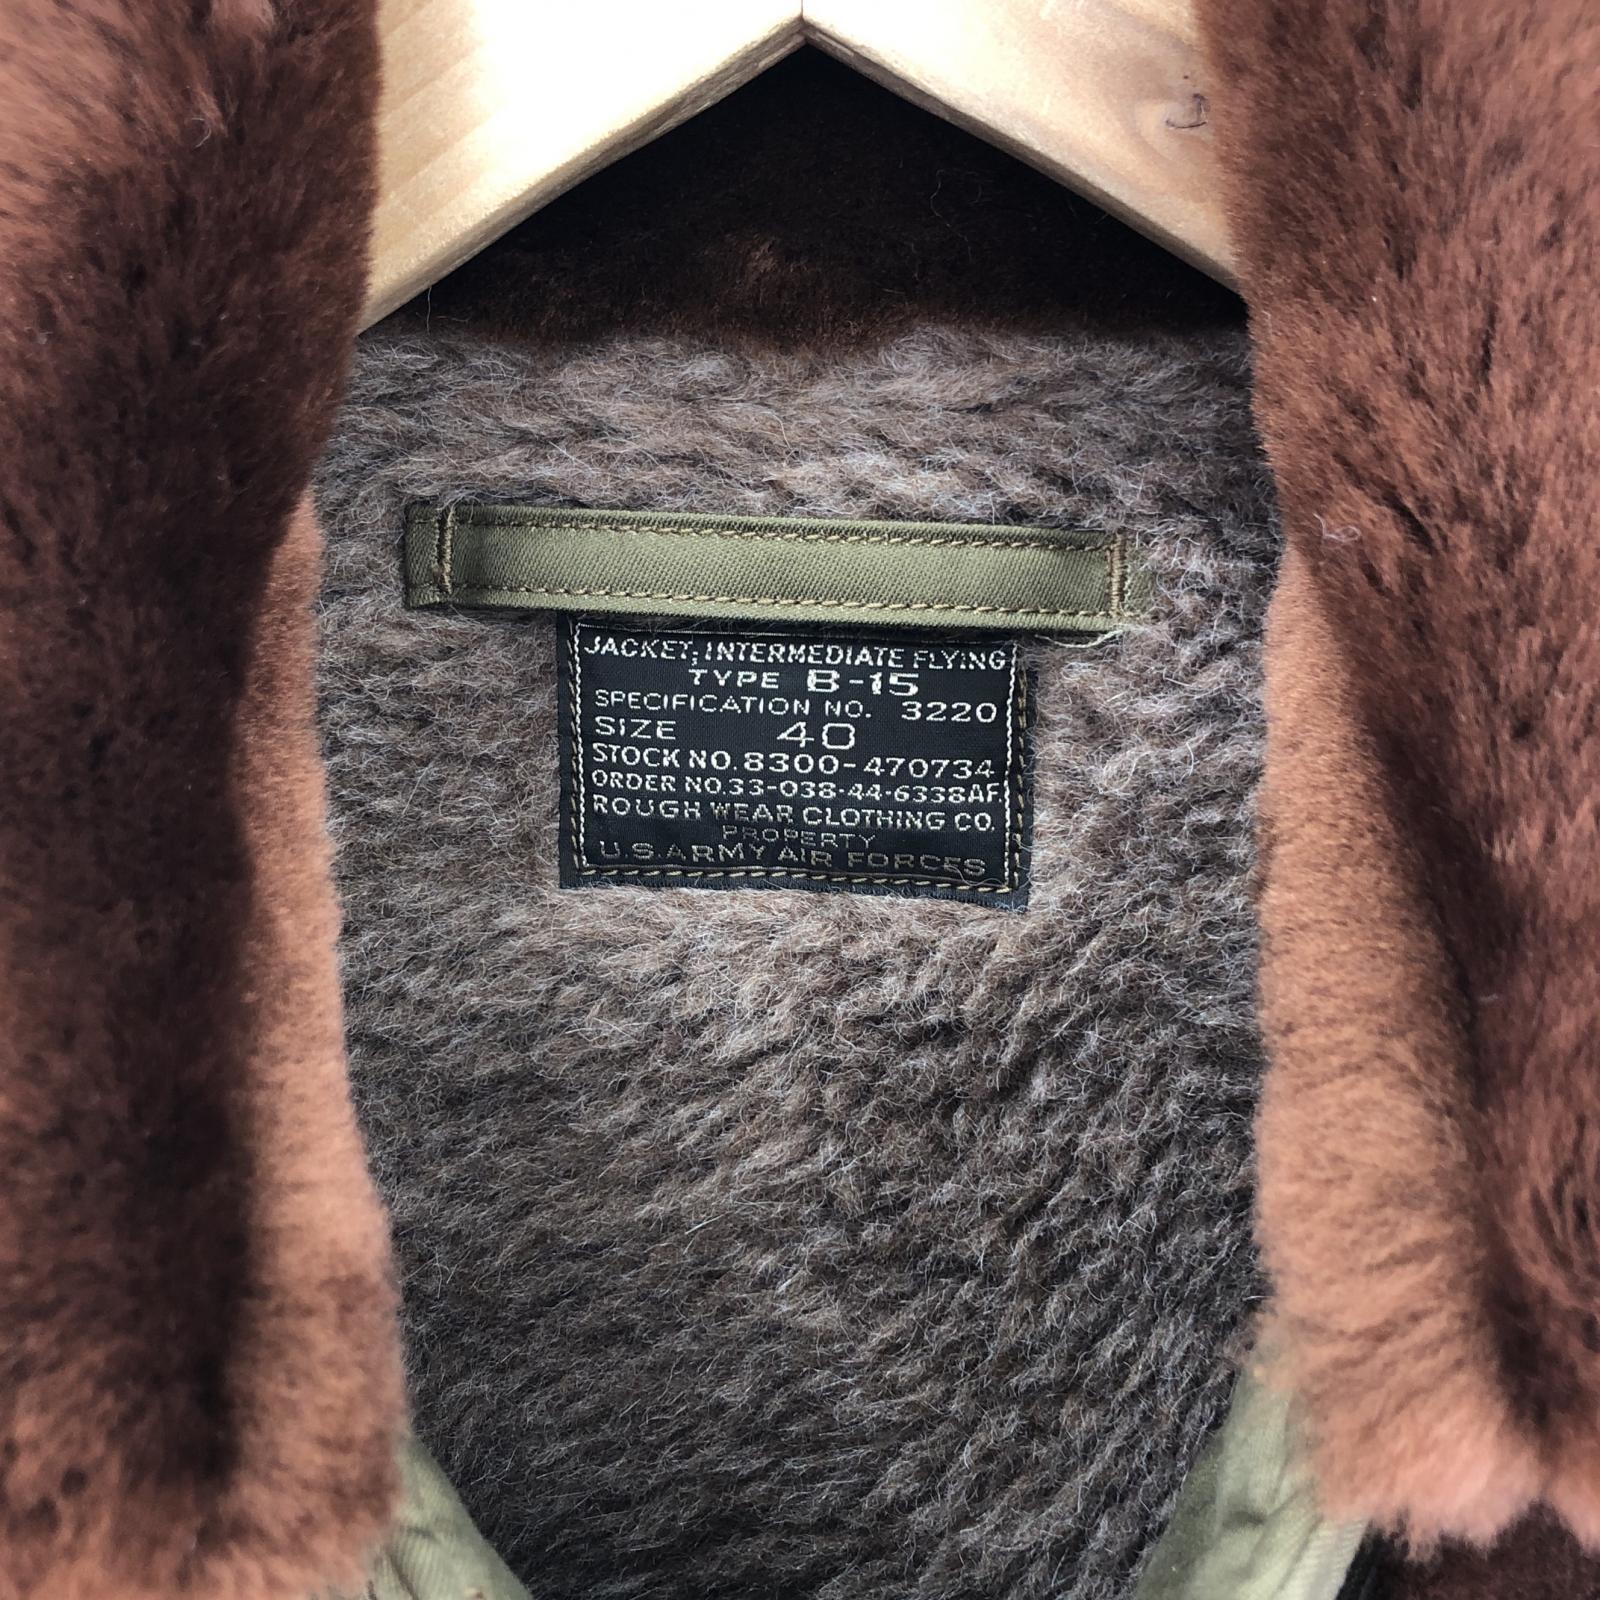 JACKET, INTERMEDIATE FLYING
TYPE B-15
SPECIFICATION NO. 3220
SIZE 40
STOCK NO. 8300-470734
ORDER NO. 33-038-44-6338AF.
ROUGH WEAR CLOTHING CO.
PROPERTY
U.S. ARMY AIR FORCES